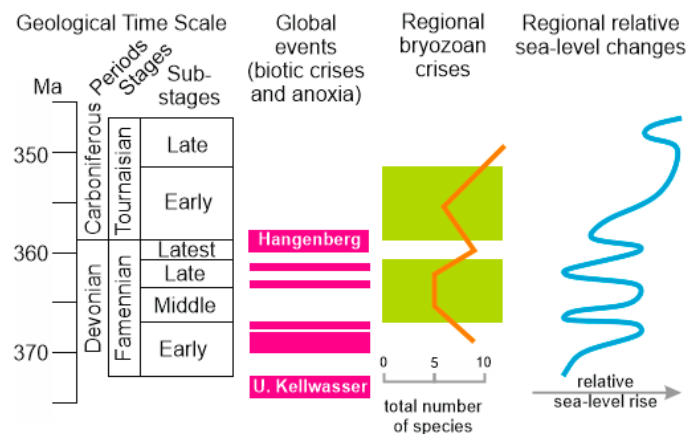 Geological Time Scale
Global
events
(biotic crises
and anoxia)
Regional
bryozoan
crises
Regional relative
sea-level changes
Ma
Periods
Stages
Sub-
stages
350
360
370
Carboniferous
Devonian
Tournaisian
Famennian
Late
Early
Latest
Late
Middle
Early
Hangenberg
U. Kellwasser
0
5
10
total number
of species
relative
sea-level rise